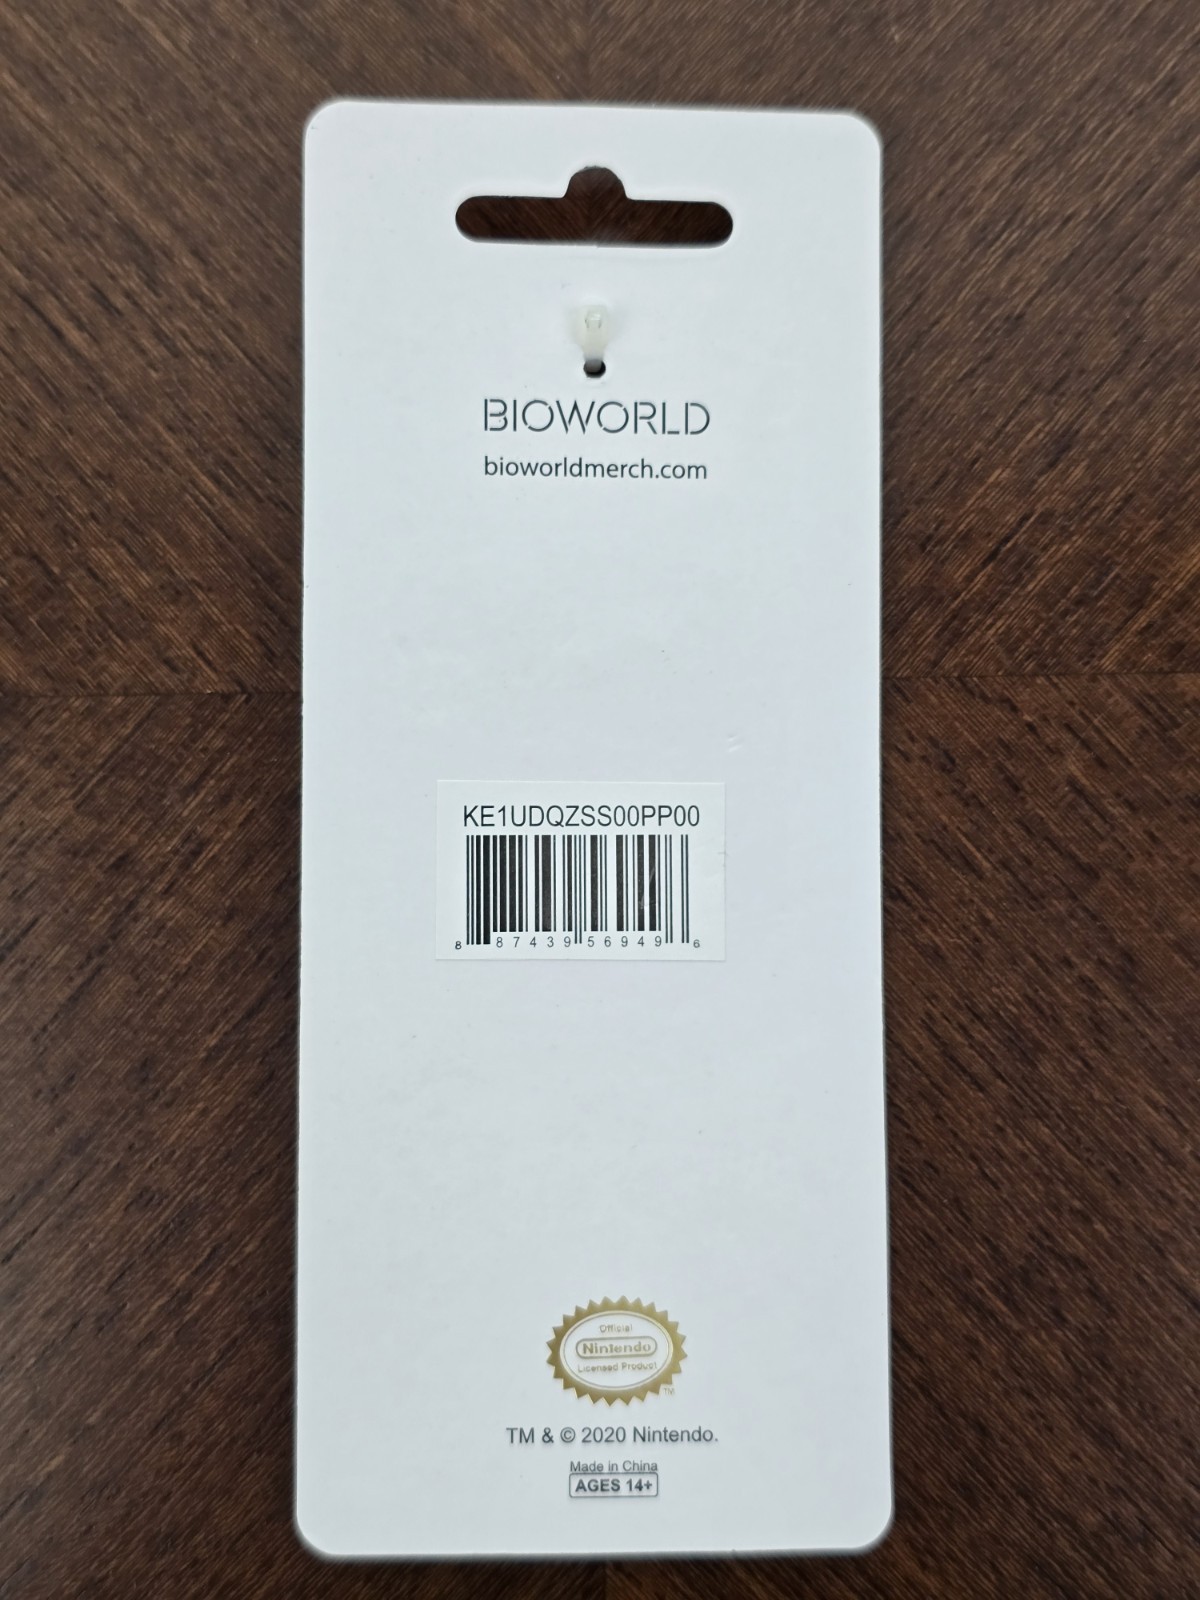 BIOWORLD
bioworldmerch.com
KE1UDQZSS00PP00
8 87439 56949 6
Official
Nintendo
Licensed Product
TM
TM & © 2020 Nintendo.
Made in China
AGES 14+